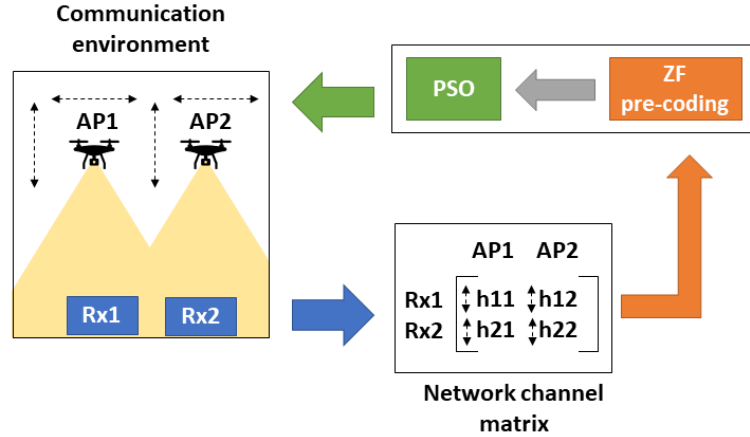 Communication
environment
AP1 AP2
Rx1 Rx2
PSO
ZF
pre-coding
AP1 AP2
Rx1 h11 h12
Rx2 h21 h22
Network channel
matrix